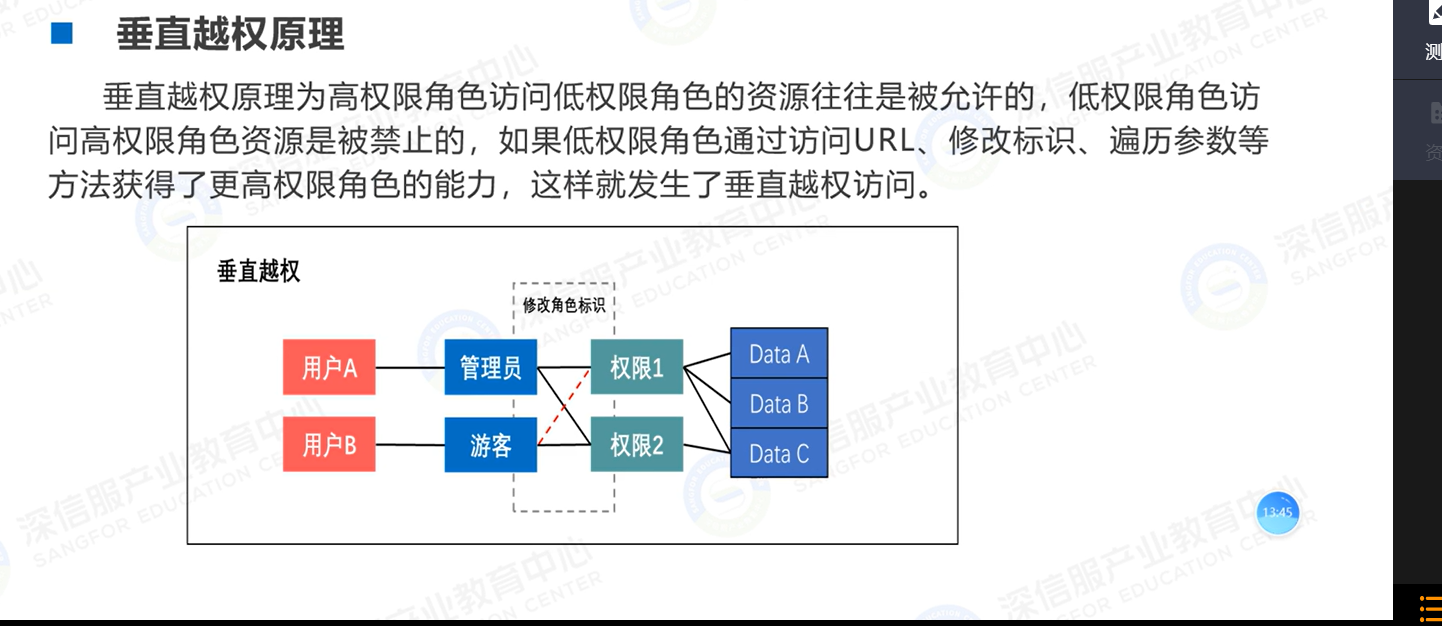 垂直越权原理
垂直越权原理为高权限角色访问低权限角色的资源往往是被允许的，低权限角色访
问高权限角色资源是被禁止的，如果低权限角色通过访问URL、修改标识、遍历参数等
方法获得了更高权限角色的能力，这样就发生了垂直越权访问。
垂直越权
修改角色标识
用户A
管理员
权限1
Data A
Data B
用户B
游客
权限2
Data C
13:45
测
资
深信服产业教育中心
SANGFOR EDUCATION CENTER